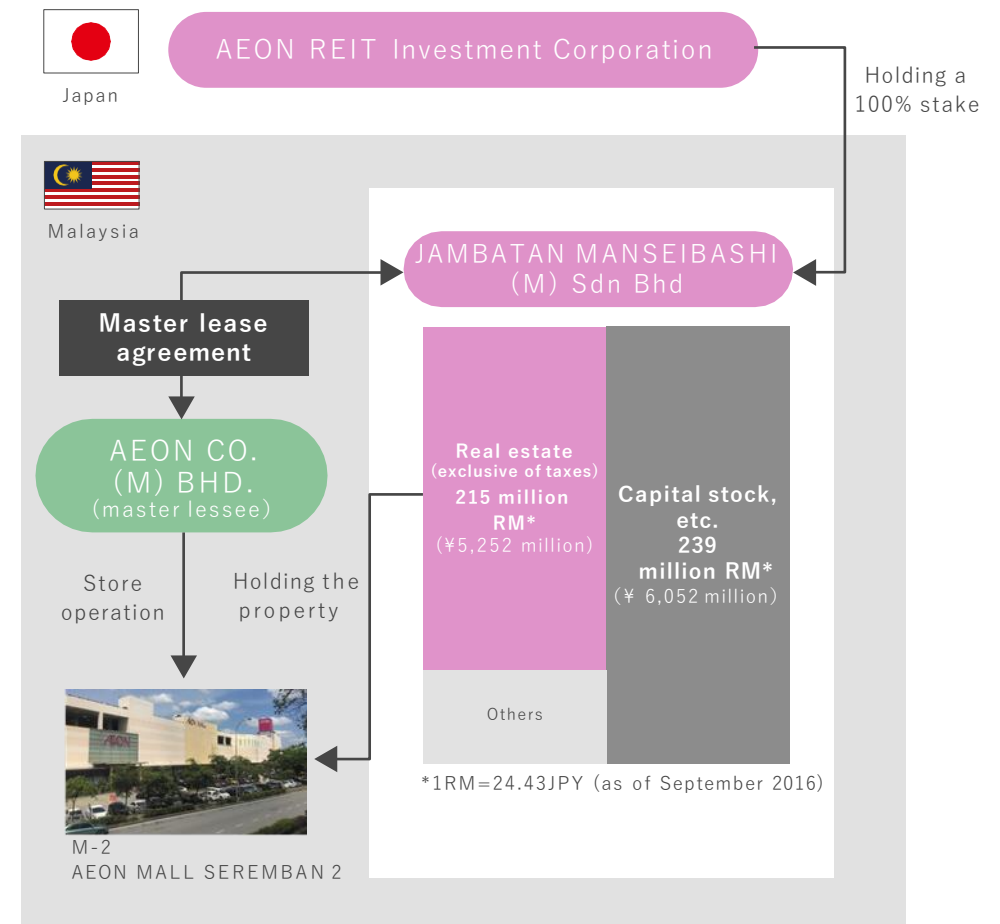 AEON REIT Investment Corporation
Japan
Holding a
100% stake
Malaysia
JAMBATAN MANSEIBASHI
(M) Sdn Bhd
Master lease
agreement
AEON CO.
(M) BHD.
(master lessee)
Real estate
(exclusive of taxes)
215 million
RM*
(¥5,252 million)
Capital stock,
etc.
239
million RM*
(¥ 6,052 million)
Store
operation
Holding the
property
Others
*1RM=24.43JPY (as of September 2016)
AEON
M-2
AEON MALL SEREMBAN 2